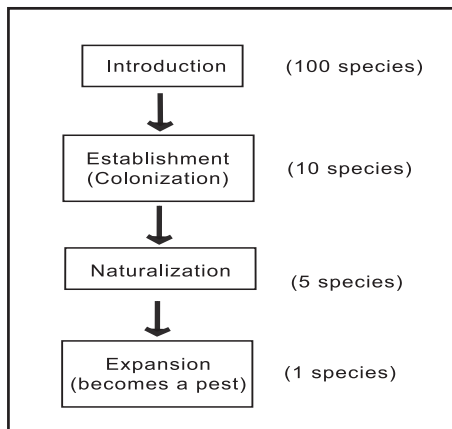 Introduction (100 species)
Establishment
(Colonization) (10 species)
Naturalization
(5 species)
Expansion
(becomes a pest) (1 species)